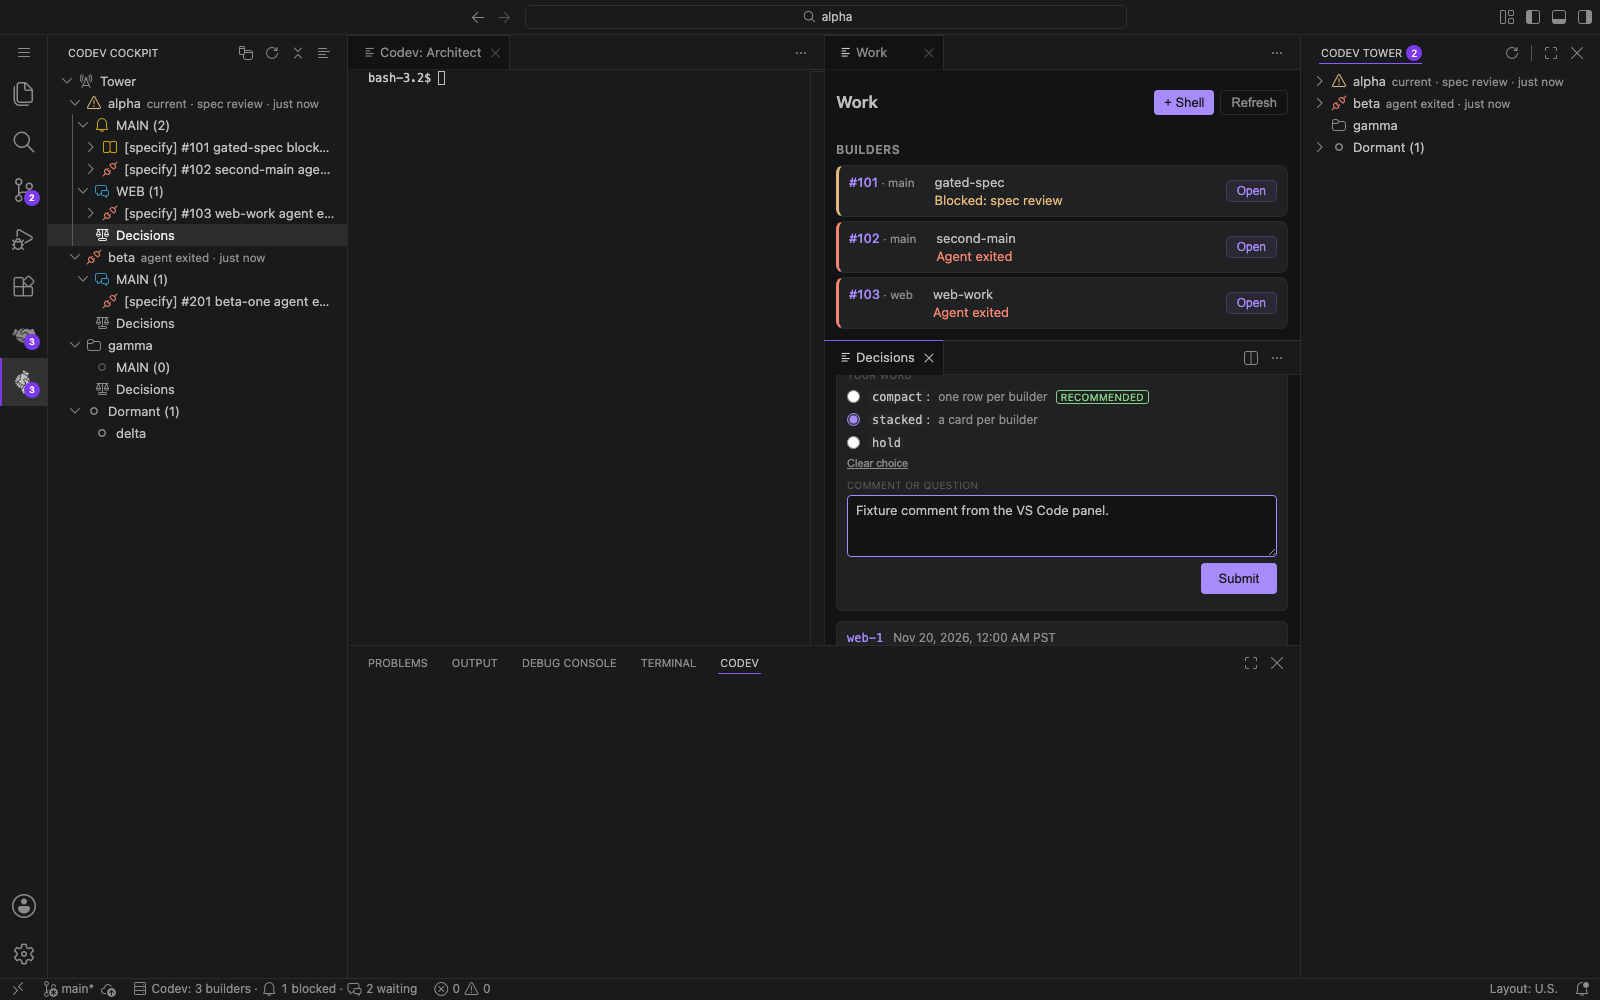 alpha
2
3
3
CODEV COCKPIT
Tower
alpha current · spec review · just now
MAIN (2)
[specify] #101 gated-spec block...
[specify] #102 second-main age...
WEB (1)
[specify] #103 web-work agent e...
Decisions
beta agent exited · just now
MAIN (1)
[specify] #201 beta-one agent e...
Decisions
gamma
MAIN (0)
Decisions
Dormant (1)
delta
Codev: Architect
bash-3.2$
Work
Work
+ Shell
Refresh
BUILDERS
#101 · main gated-spec
Blocked: spec review
Open
#102 · main second-main
Agent exited
Open
#103 · web web-work
Agent exited
Open
Decisions
YOUR WORD
compact: one row per builder RECOMMENDED
stacked: a card per builder
hold
Clear choice
COMMENT OR QUESTION
Fixture comment from the VS Code panel.
Submit
web-1 Nov 20, 2026, 12:00 AM PST
PROBLEMS OUTPUT DEBUG CONSOLE TERMINAL CODEV
CODEV TOWER 2
alpha current · spec review · just now
beta agent exited · just now
gamma
Dormant (1)
main* Codev: 3 builders · 1 blocked · 2 waiting 0 0 Layout: U.S.